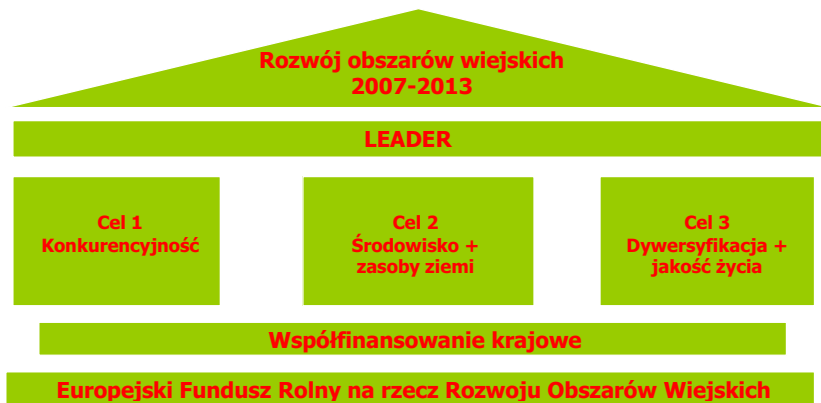 Rozwój obszarów wiejskich
2007-2013
LEADER
Cel 1
Konkurencyjność
Cel 2
Środowisko +
zasoby ziemi
Cel 3
Dywersyfikacja +
jakość życia
Współfinansowanie krajowe
Europejski Fundusz Rolny na rzecz Rozwoju Obszarów Wiejskich